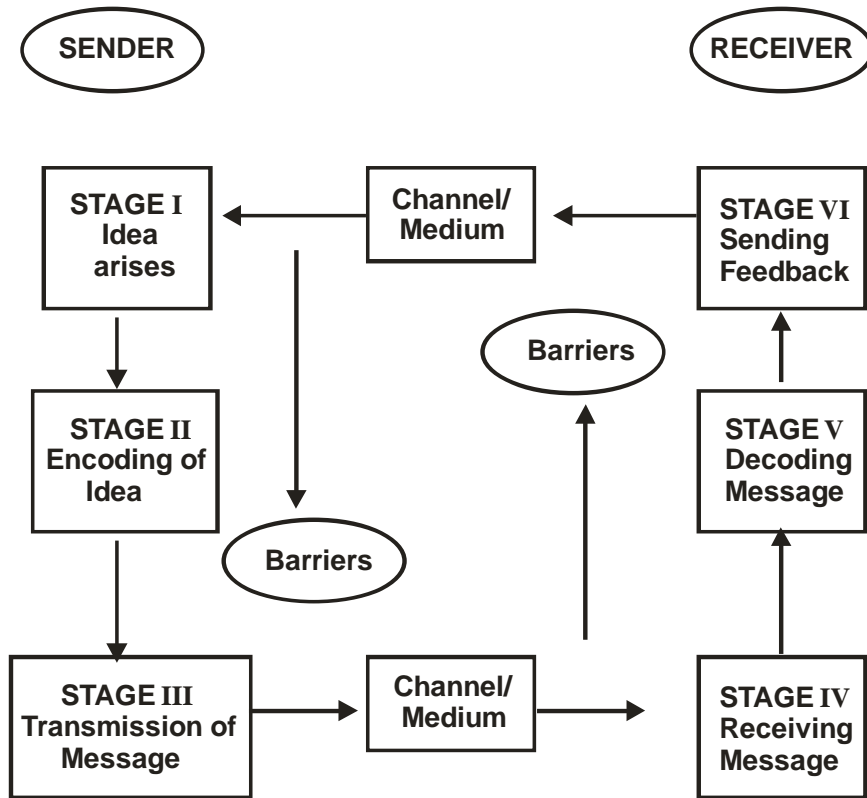 SENDER
RECEIVER
STAGE I
Idea
arises
Channel/
Medium
STAGE VI
Sending
Feedback
Barriers
STAGE II
Encoding of
Idea
STAGE V
Decoding
Message
Barriers
STAGE III
Transmission of
Message
Channel/
Medium
STAGE IV
Receiving
Message